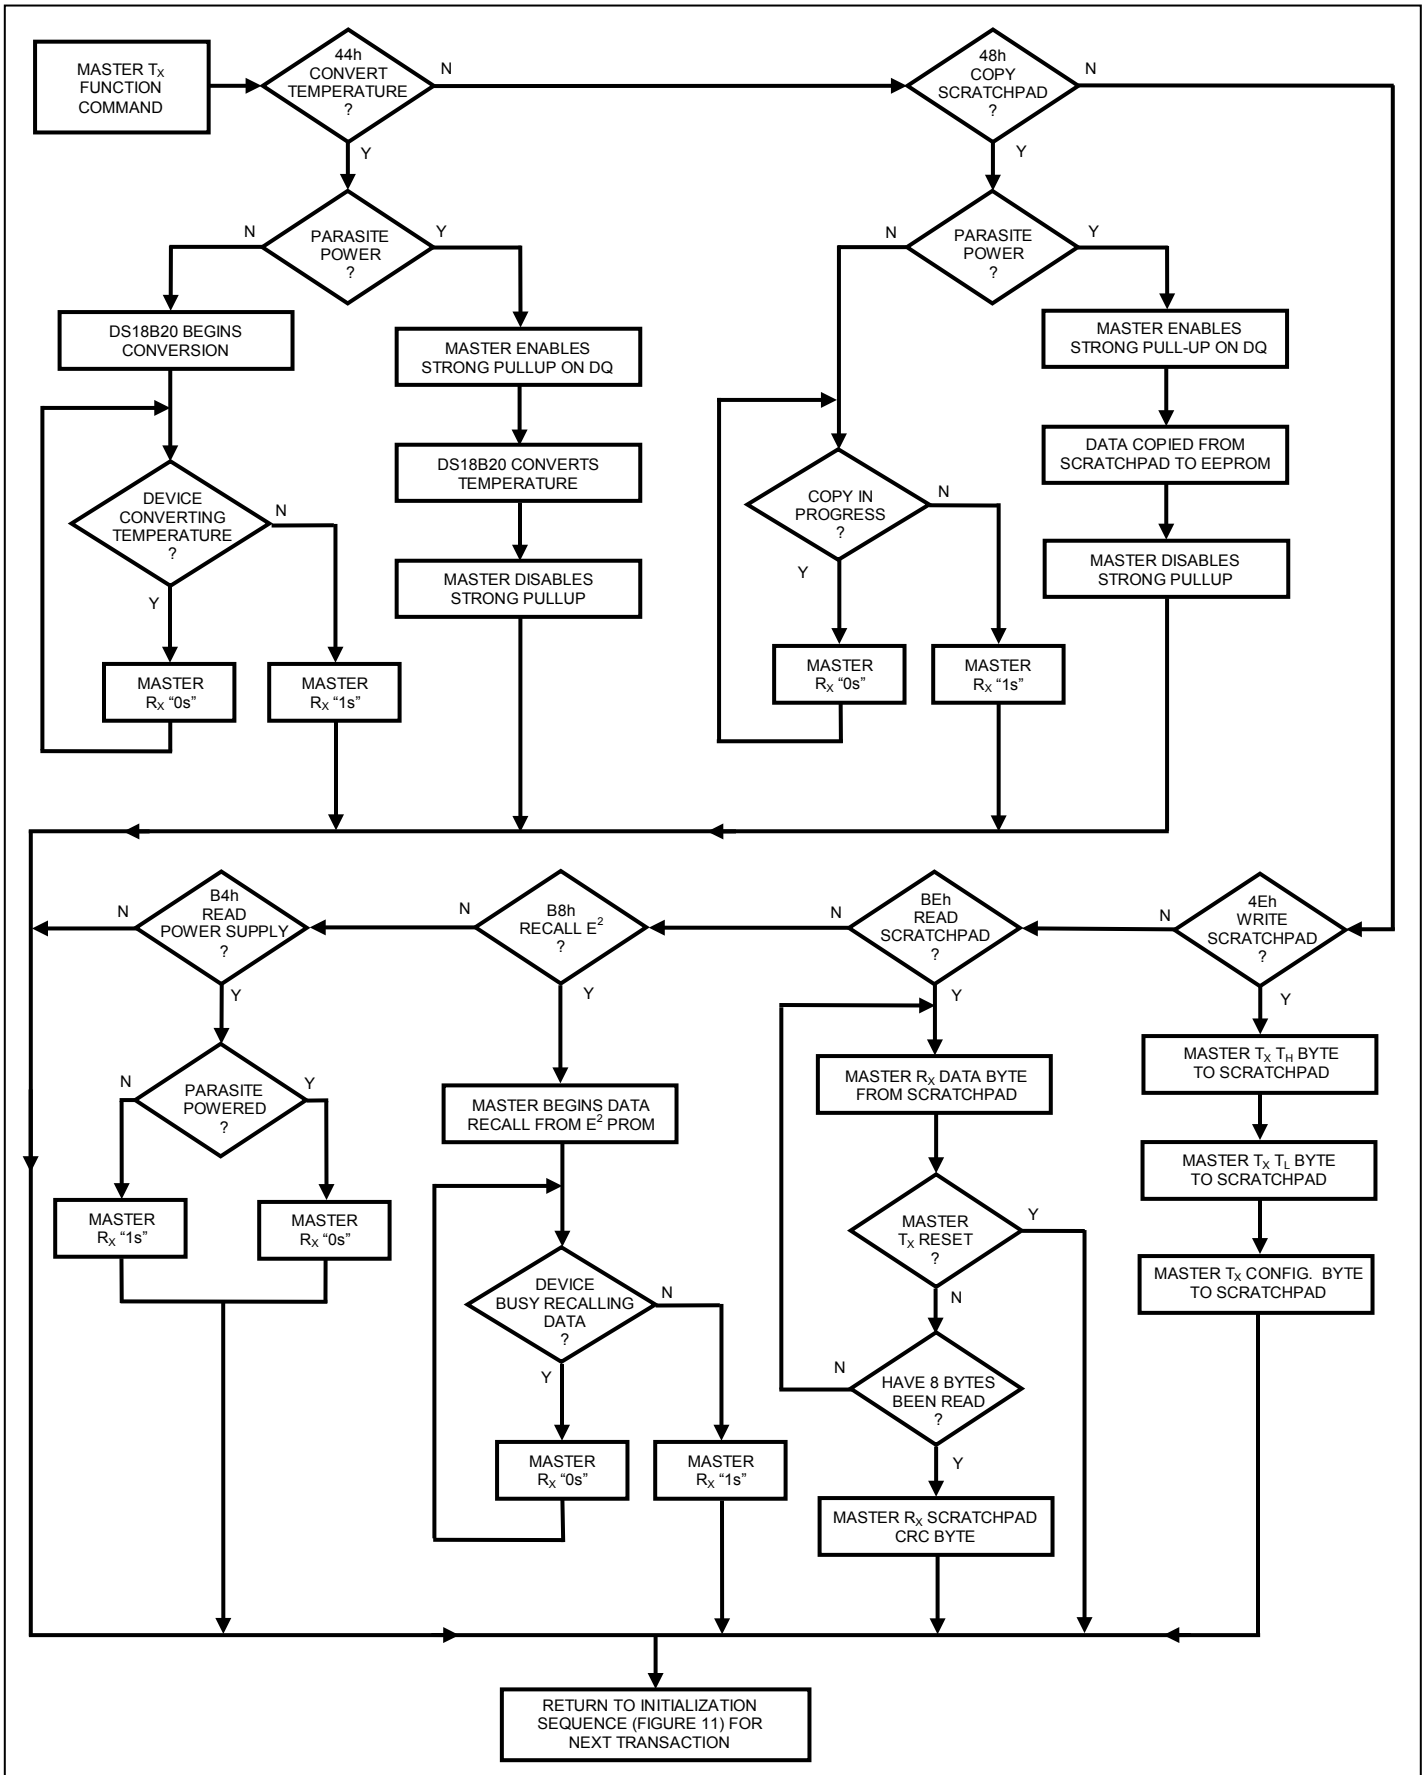 MASTER TX
FUNCTION
COMMAND
44h
CONVERT
TEMPERATURE
?
N
Y
48h
COPY
SCRATCHPAD
?
N
Y
PARASITE
POWER
?
N
Y
DS18B20 BEGINS
CONVERSION
DEVICE
CONVERTING
TEMPERATURE
?
N
Y
MASTER
RX “0s”
MASTER
RX “1s”
MASTER ENABLES
STRONG PULLUP ON DQ
DS18B20 CONVERTS
TEMPERATURE
MASTER DISABLES
STRONG PULLUP
PARASITE
POWER
?
N
Y
COPY IN
PROGRESS
?
N
Y
MASTER
RX “0s”
MASTER
RX “1s”
MASTER ENABLES
STRONG PULL-UP ON DQ
DATA COPIED FROM
SCRATCHPAD TO EEPROM
MASTER DISABLES
STRONG PULLUP
B4h
READ
POWER SUPPLY
?
N
Y
PARASITE
POWERED
?
N
Y
MASTER
RX “1s”
MASTER
RX “0s”
B8h
RECALL E²
?
N
Y
MASTER BEGINS DATA
RECALL FROM E² PROM
DEVICE
BUSY RECALLING
DATA
?
N
Y
MASTER
RX “0s”
MASTER
RX “1s”
BEh
READ
SCRATCHPAD
?
N
Y
MASTER RX DATA BYTE
FROM SCRATCHPAD
MASTER
TX RESET
?
Y
N
HAVE 8 BYTES
BEEN READ
?
N
Y
MASTER RX SCRATCHPAD
CRC BYTE
4Eh
WRITE
SCRATCHPAD
?
N
Y
MASTER TX TH BYTE
TO SCRATCHPAD
MASTER TX TL BYTE
TO SCRATCHPAD
MASTER TX CONFIG. BYTE
TO SCRATCHPAD
RETURN TO INITIALIZATION
SEQUENCE (FIGURE 11) FOR
NEXT TRANSACTION